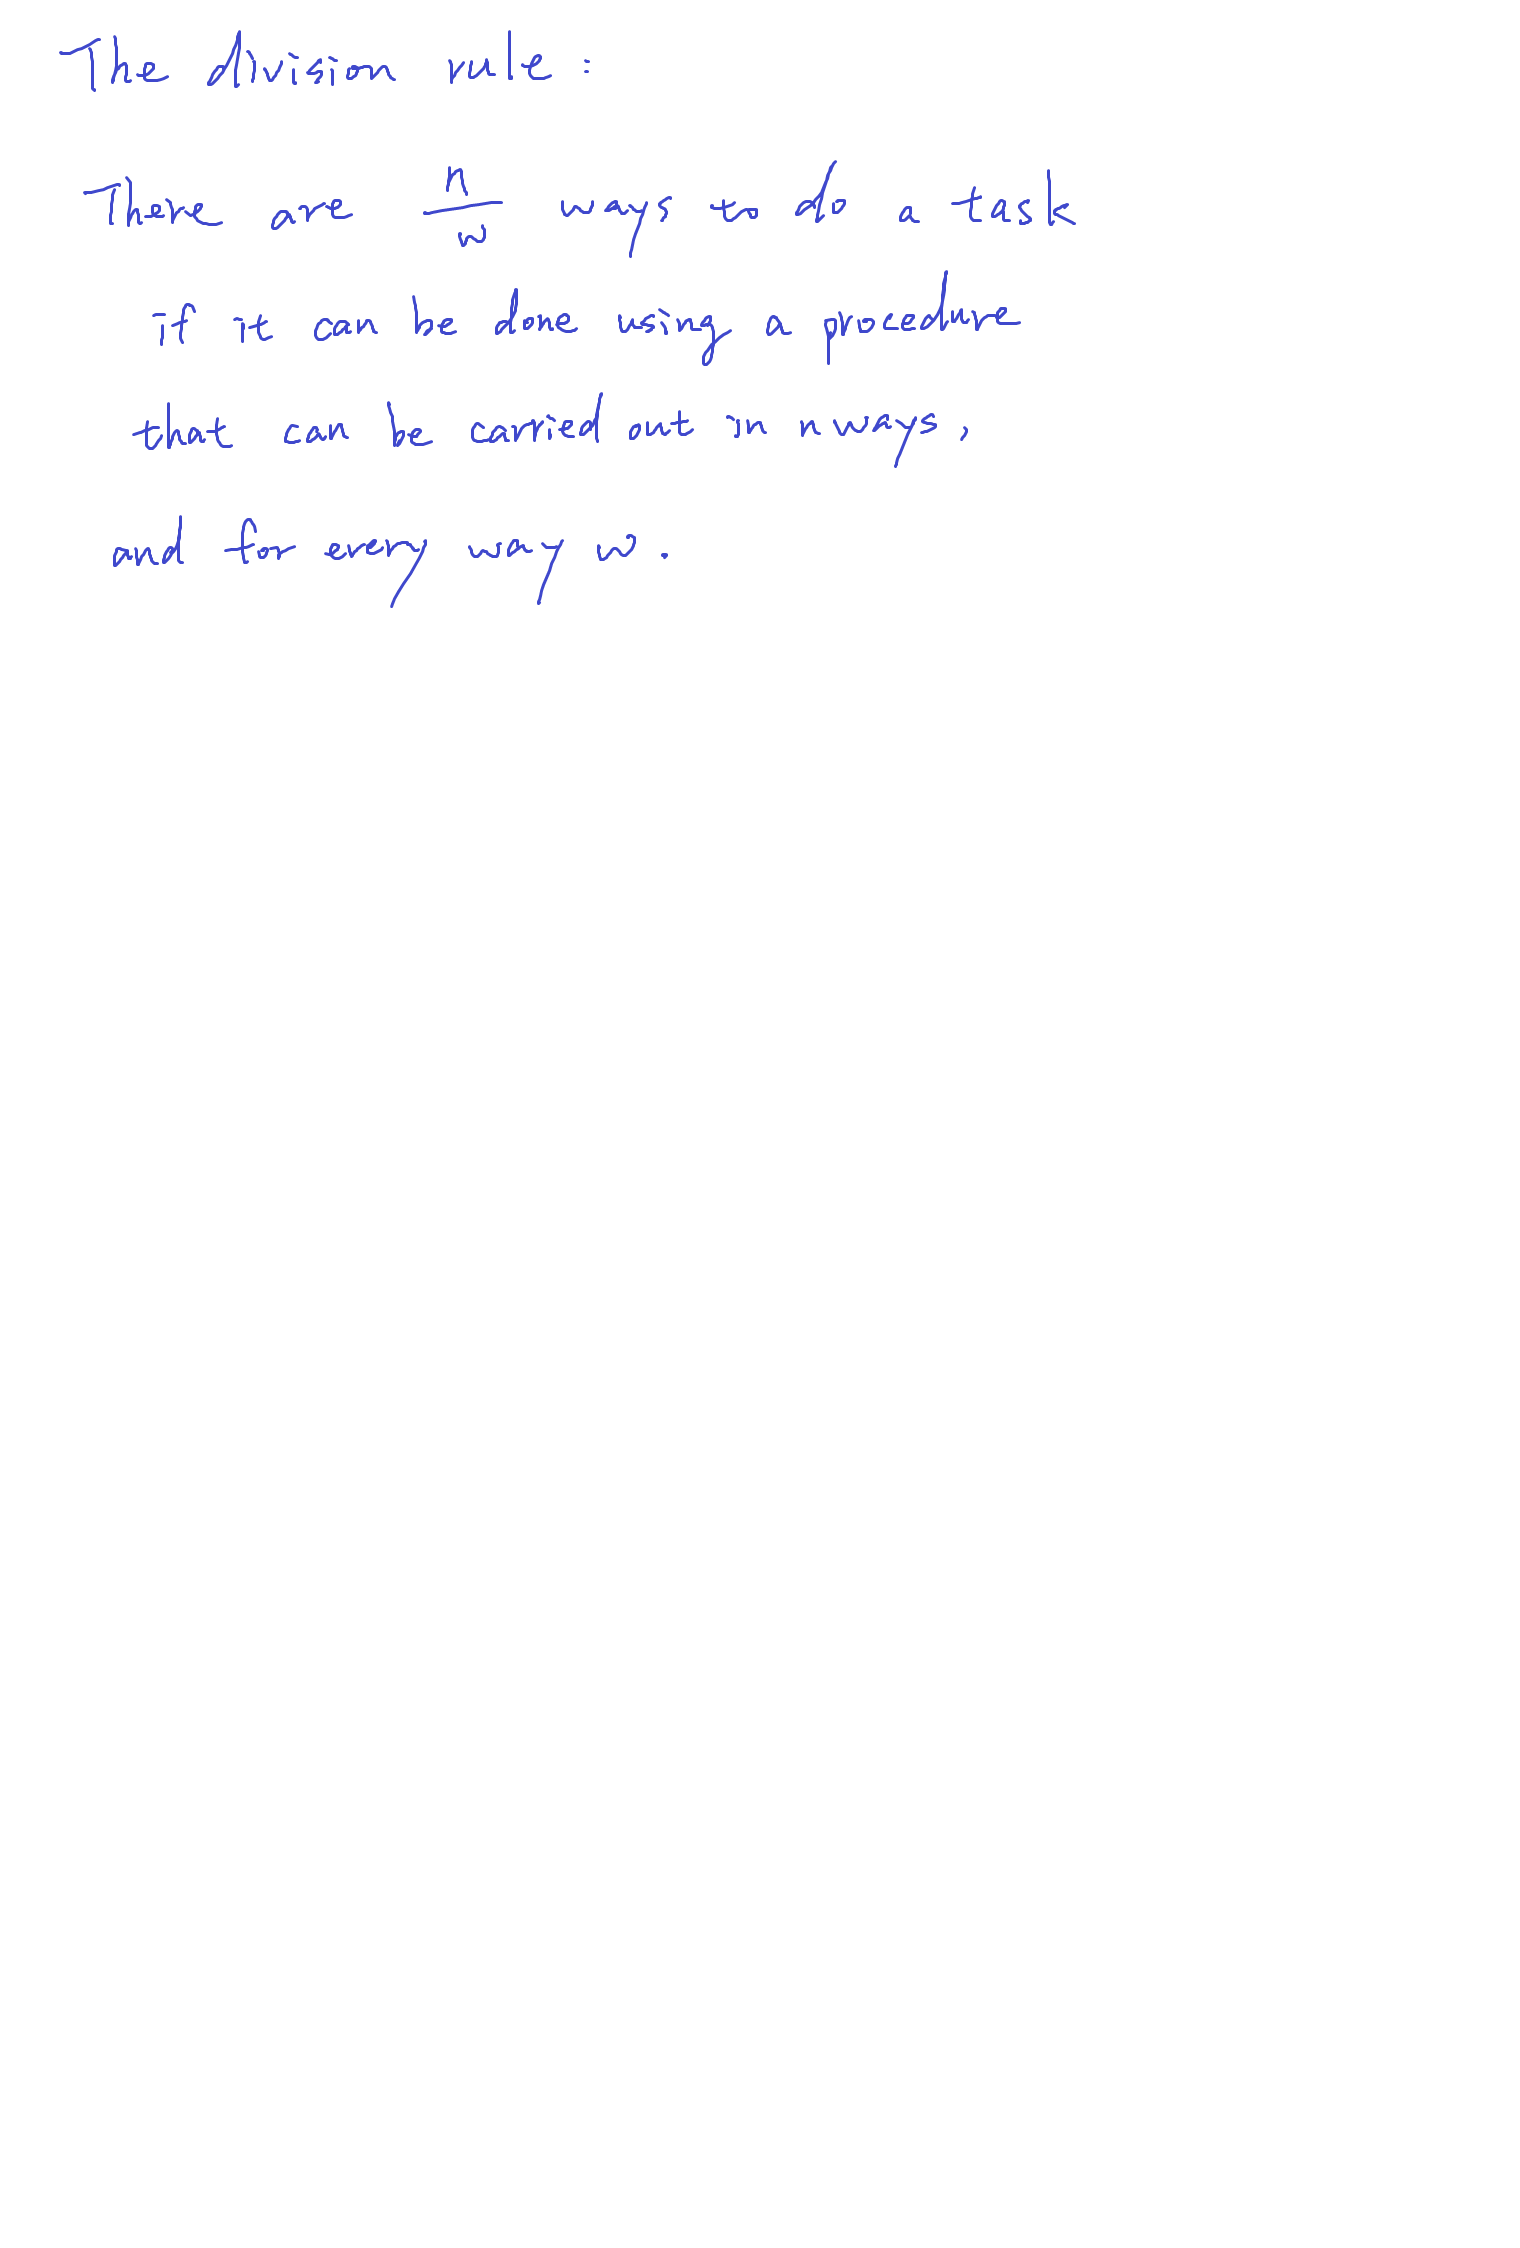 The division rule:
There are n/w ways to do a task
if it can be done using a procedure
that can be carried out in n ways,
and for every way w.